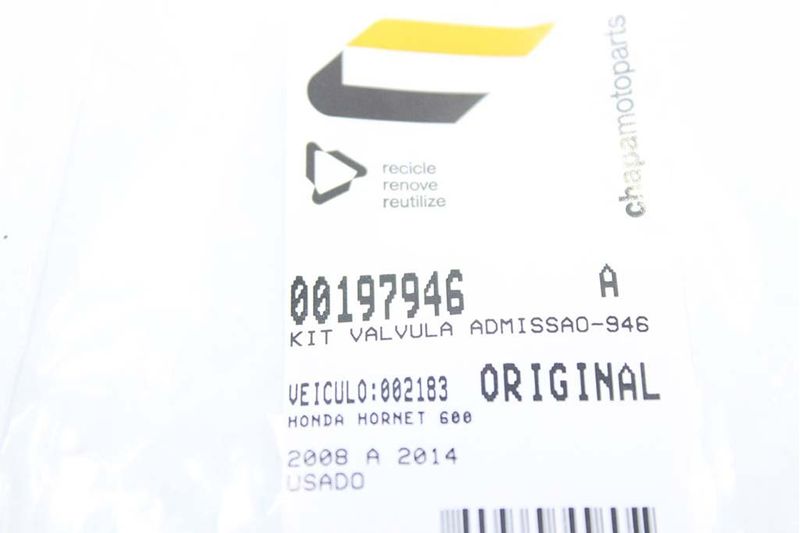 chapamotoparts
recicle
renove
reutilize
00197946 A
KIT VALVULA ADMISSAO-946
VEICULO:002183 ORIGINAL
HONDA HORNET 600
2008 A 2014
USADO